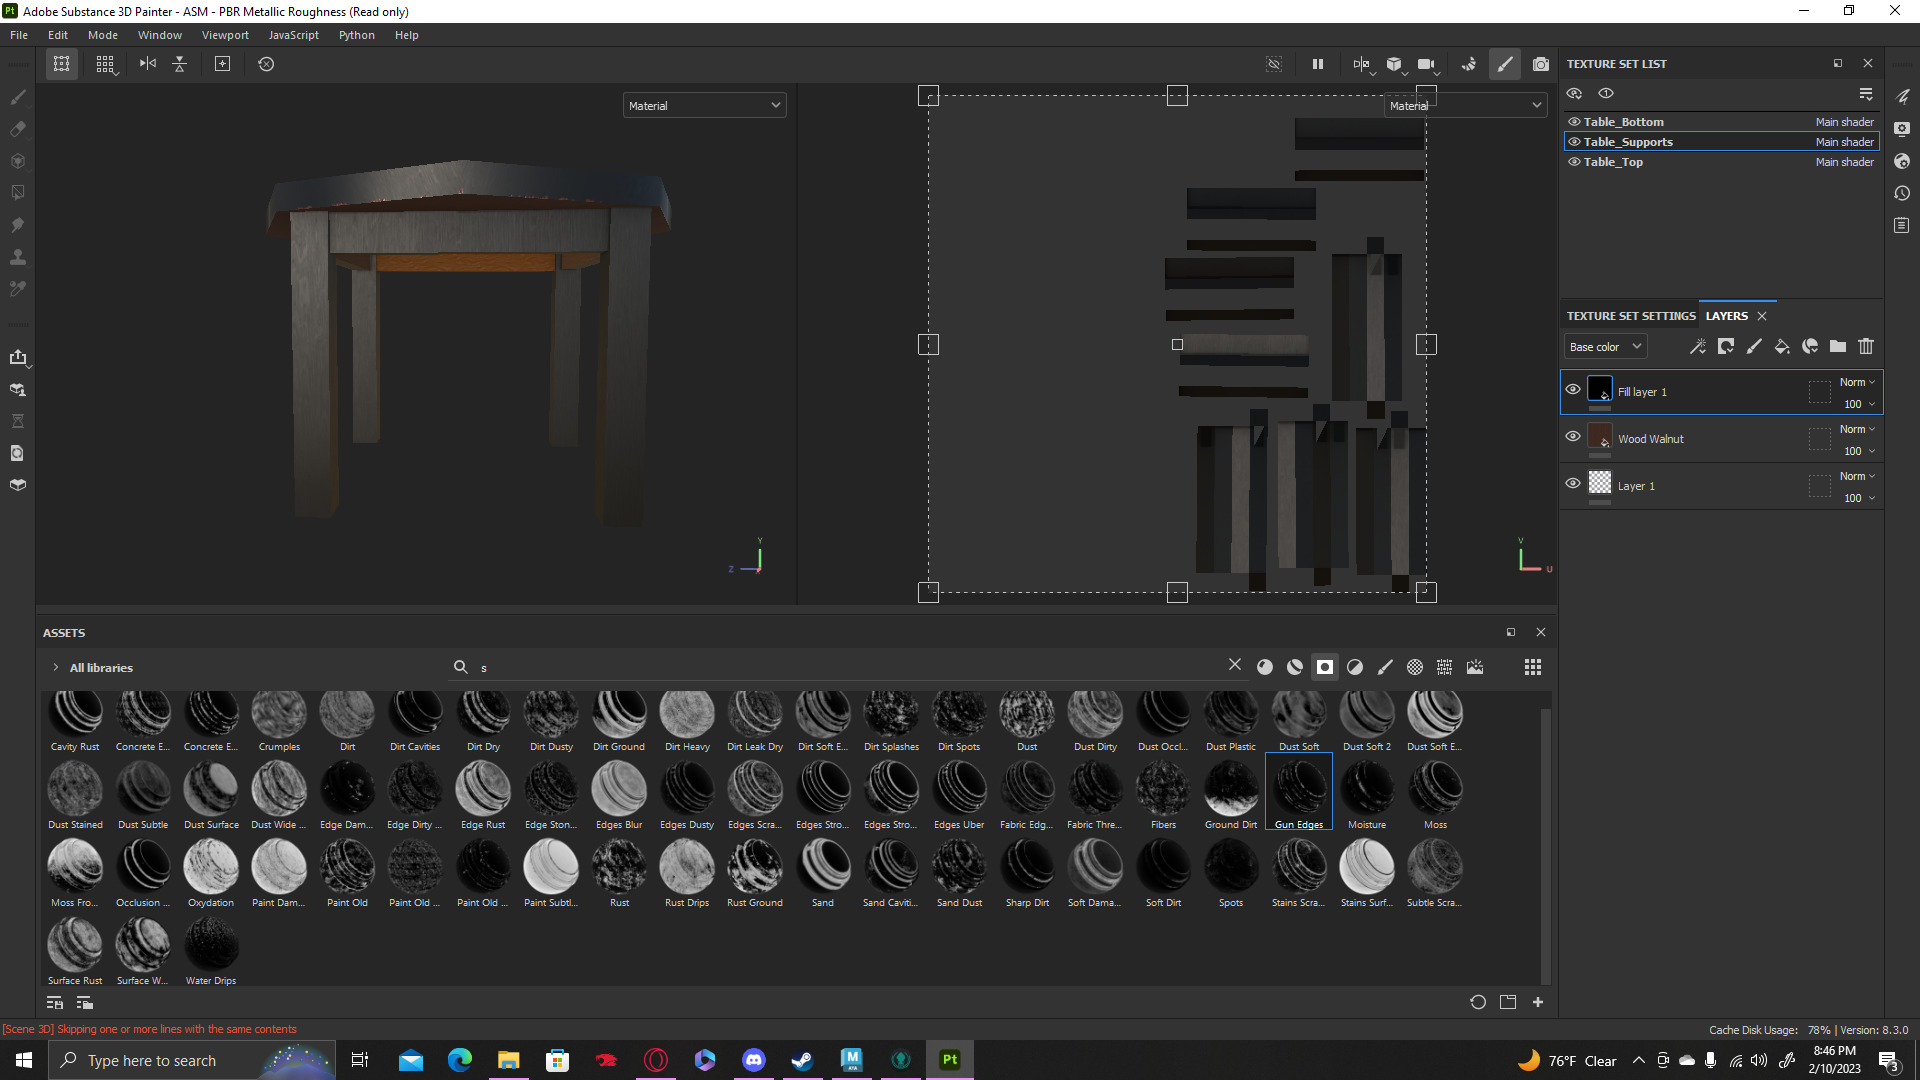 Pt Adobe Substance 3D Painter - ASM - PBR Metallic Roughness (Read only)
File Edit Mode Window Viewport JavaScript Python Help
TEXTURE SET LIST
Material
Material
Table_Bottom Main shader
Table_Supports Main shader
Table_Top Main shader
TEXTURE SET SETTINGS LAYERS
Base color
Fill layer 1 Norm
100
Wood Walnut Norm
100
Layer 1 Norm
100
Y
Z
V
U
ASSETS
All libraries
s
Cavity Rust Concrete E... Concrete E... Crumples Dirt Dirt Cavities Dirt Dry Dirt Dusty Dirt Ground Dirt Heavy Dirt Leak Dry Dirt Soft E... Dirt Splashes Dirt Spots Dust Dust Dirty Dust Occl... Dust Plastic Dust Soft Dust Soft 2 Dust Soft E...
Dust Stained Dust Subtle Dust Surface Dust Wide ... Edge Dam... Edge Dirty ... Edge Rust Edge Ston... Edges Blur Edges Dusty Edges Scra... Edges Stro... Edges Stro... Edges Uber Fabric Edg... Fabric Thre... Fibers Ground Dirt Gun Edges Moisture Moss
Moss Fro... Occlusion ... Oxydation Paint Dam... Paint Old Paint Old ... Paint Old ... Paint Subtl... Rust Rust Drips Rust Ground Sand Sand Caviti... Sand Dust Sharp Dirt Soft Dama... Soft Dirt Spots Stains Scra... Stains Surf... Subtle Scra...
Surface Rust Surface W... Water Drips
[Scene 3D] Skipping one or more lines with the same contents
Cache Disk Usage: 78% | Version: 8.3.0
Type here to search
M
Pt
76°F Clear
8:46 PM
2/10/2023
3